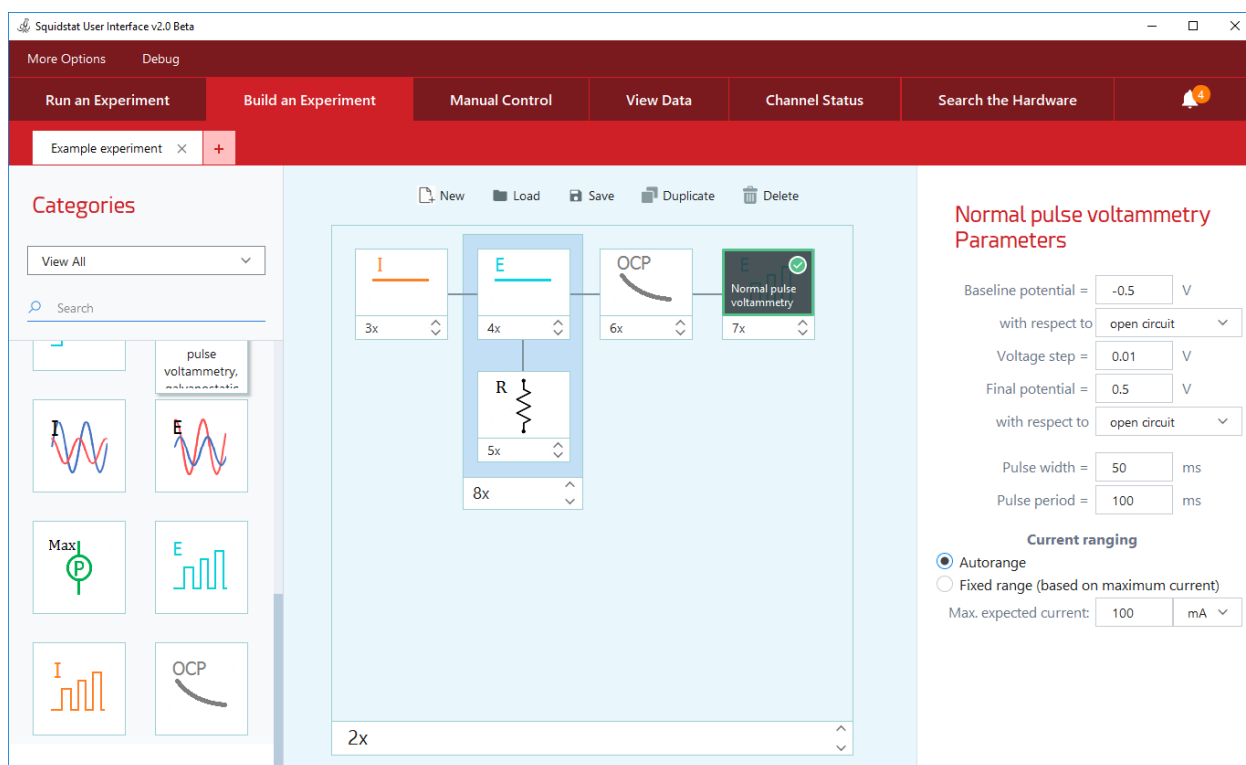 Squidstat User Interface v2.0 Beta
More Options Debug
Run an Experiment Build an Experiment Manual Control View Data Channel Status Search the Hardware 4
Example experiment × +
Categories
View All
Search
pulse
voltammetry,
I E
Max P E
I OCP
New Load Save Duplicate Delete
I E OCP E
Normal pulse
voltammetry
3x 4x 6x 7x
R
5x
8x
2x
Normal pulse voltammetry
Parameters
Baseline potential = -0.5 V
with respect to open circuit
Voltage step = 0.01 V
Final potential = 0.5 V
with respect to open circuit
Pulse width = 50 ms
Pulse period = 100 ms
Current ranging
Autorange
Fixed range (based on maximum current)
Max. expected current: 100 mA